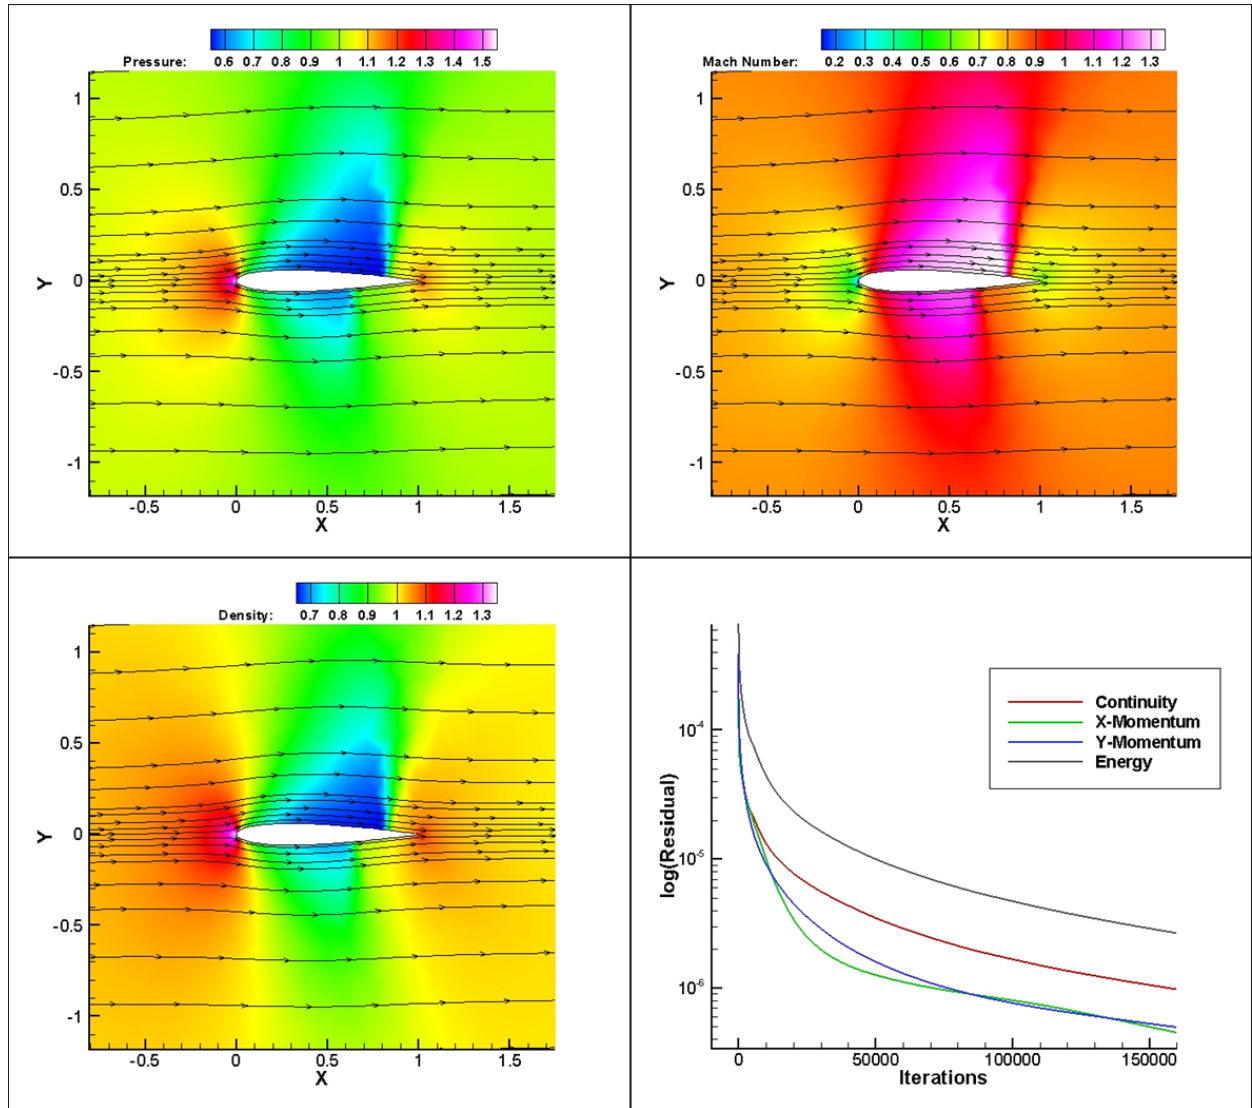 Pressure: 0.6 0.7 0.8 0.9 1 1.1 1.2 1.3 1.4 1.5
1
0.5
0
-0.5
-1
Y
-0.5 0 0.5 1 1.5
X
Mach Number: 0.2 0.3 0.4 0.5 0.6 0.7 0.8 0.9 1 1.1 1.2 1.3
1
0.5
0
-0.5
-1
Y
-0.5 0 0.5 1 1.5
X
Density: 0.7 0.8 0.9 1 1.1 1.2 1.3
1
0.5
0
-0.5
-1
Y
-0.5 0 0.5 1 1.5
X
Continuity
X-Momentum
Y-Momentum
Energy
10-4
10-5
10-6
log(Residual)
0 50000 100000 150000
Iterations